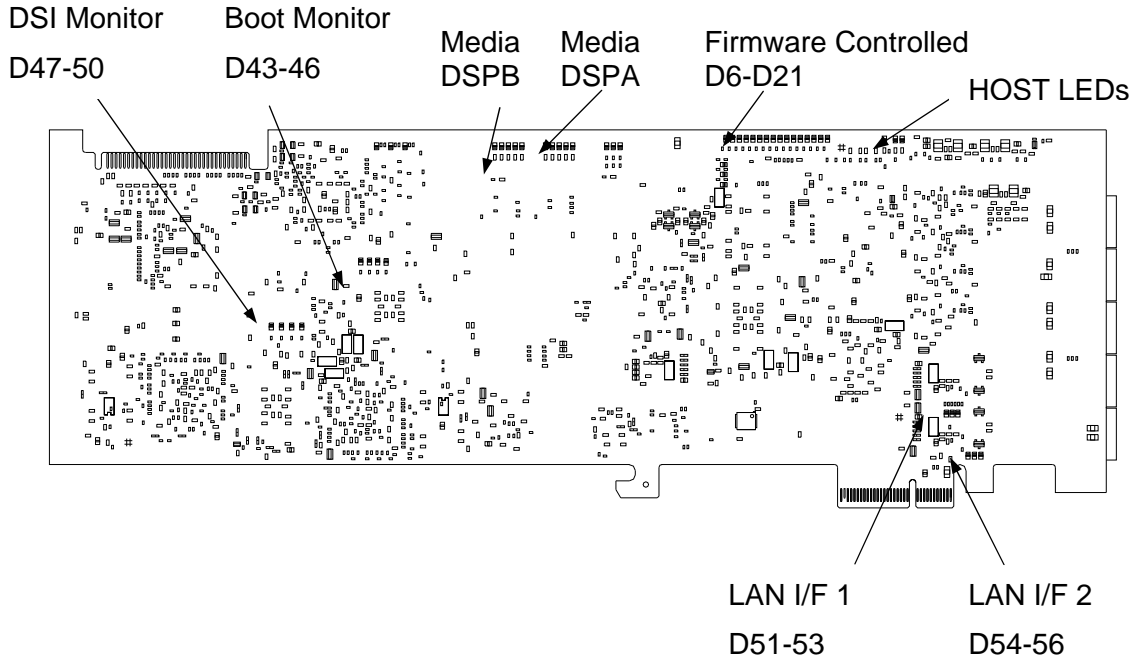 DSI Monitor
D47-50
Boot Monitor
D43-46
Media
DSPB
Media
DSPA
Firmware Controlled
D6-D21
HOST LEDs
LAN I/F 1
D51-53
LAN I/F 2
D54-56